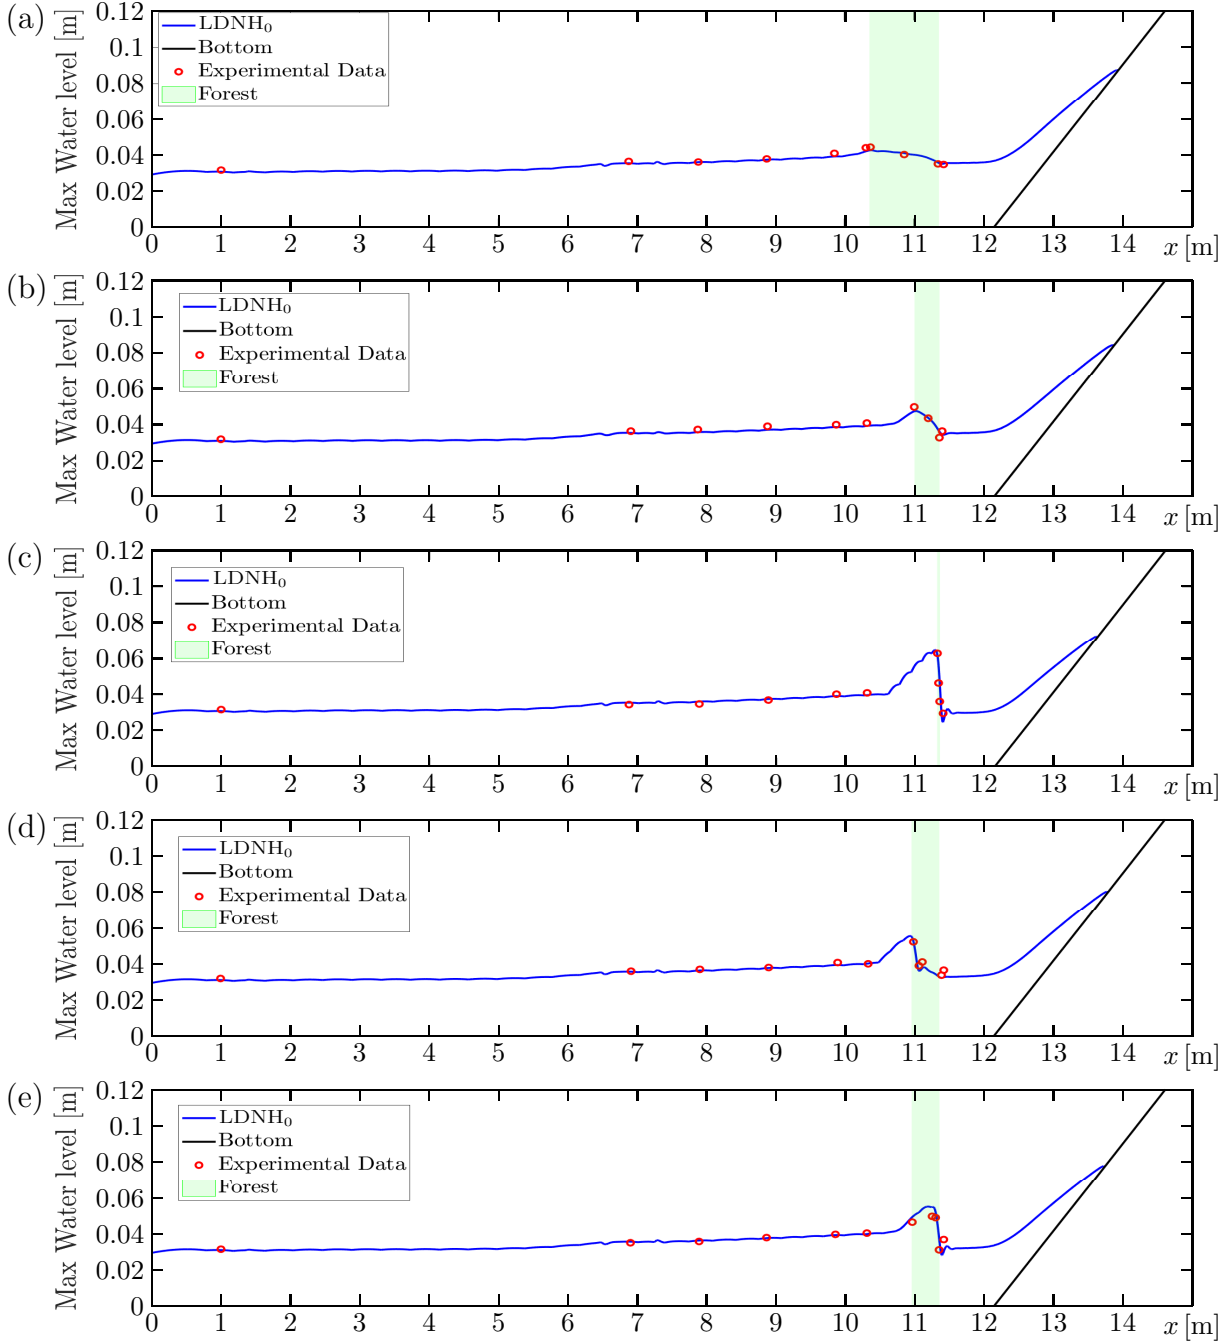 (a)
Max Water level [m]
0.12
0.1
0.08
0.06
0.04
0.02
0
LDNH₀
Bottom
Experimental Data
Forest
0 1 2 3 4 5 6 7 8 9 10 11 12 13 14 x [m]
(b)
Max Water level [m]
0.12
0.1
0.08
0.06
0.04
0.02
0
LDNH₀
Bottom
Experimental Data
Forest
0 1 2 3 4 5 6 7 8 9 10 11 12 13 14 x [m]
(c)
Max Water level [m]
0.12
0.1
0.08
0.06
0.04
0.02
0
LDNH₀
Bottom
Experimental Data
Forest
0 1 2 3 4 5 6 7 8 9 10 11 12 13 14 x [m]
(d)
Max Water level [m]
0.12
0.1
0.08
0.06
0.04
0.02
0
LDNH₀
Bottom
Experimental Data
Forest
0 1 2 3 4 5 6 7 8 9 10 11 12 13 14 x [m]
(e)
Max Water level [m]
0.12
0.1
0.08
0.06
0.04
0.02
0
LDNH₀
Bottom
Experimental Data
Forest
0 1 2 3 4 5 6 7 8 9 10 11 12 13 14 x [m]